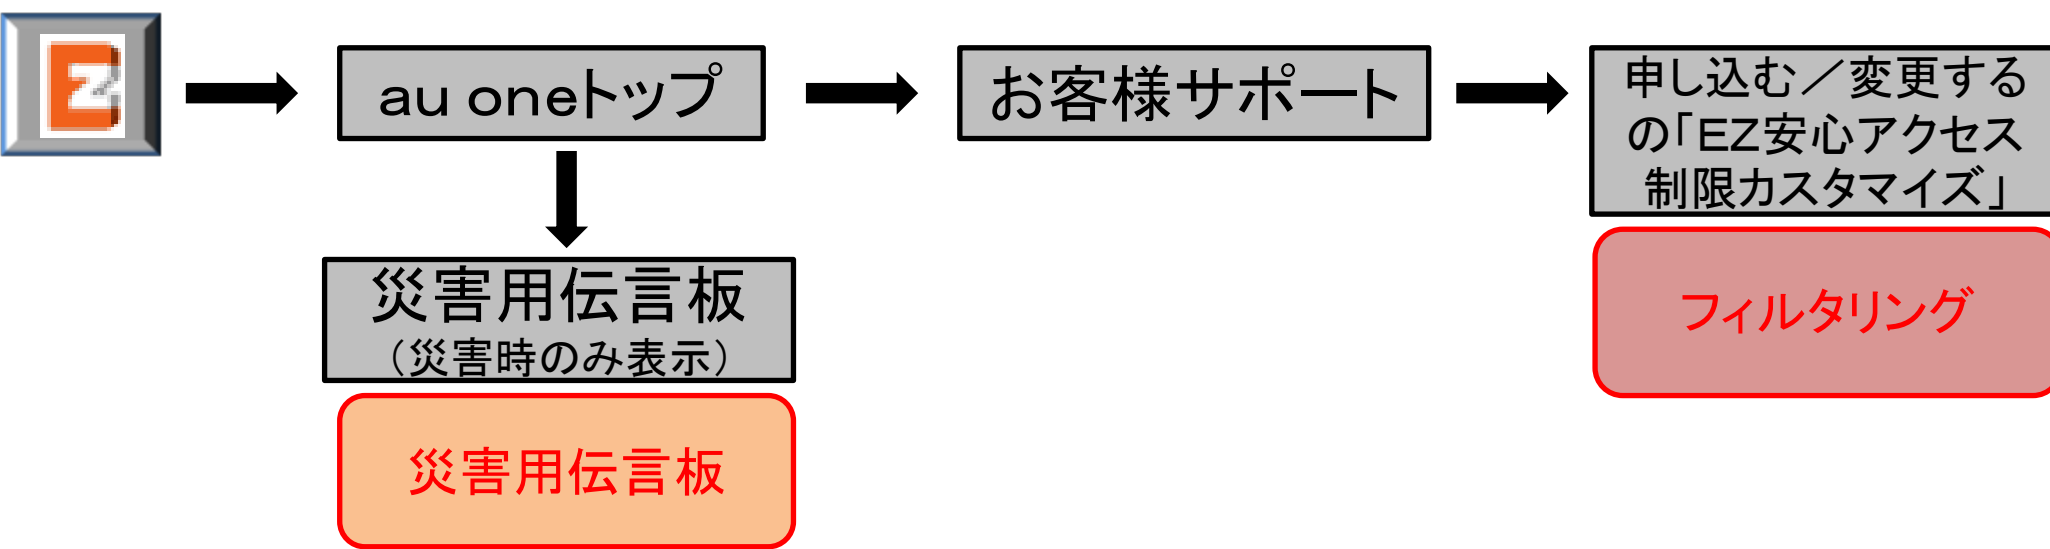 EZ
au oneトップ
お客様サポート
申し込む／変更する
の「EZ安心アクセス
制限カスタマイズ」
災害用伝言板
（災害時のみ表示）
フィルタリング
災害用伝言板